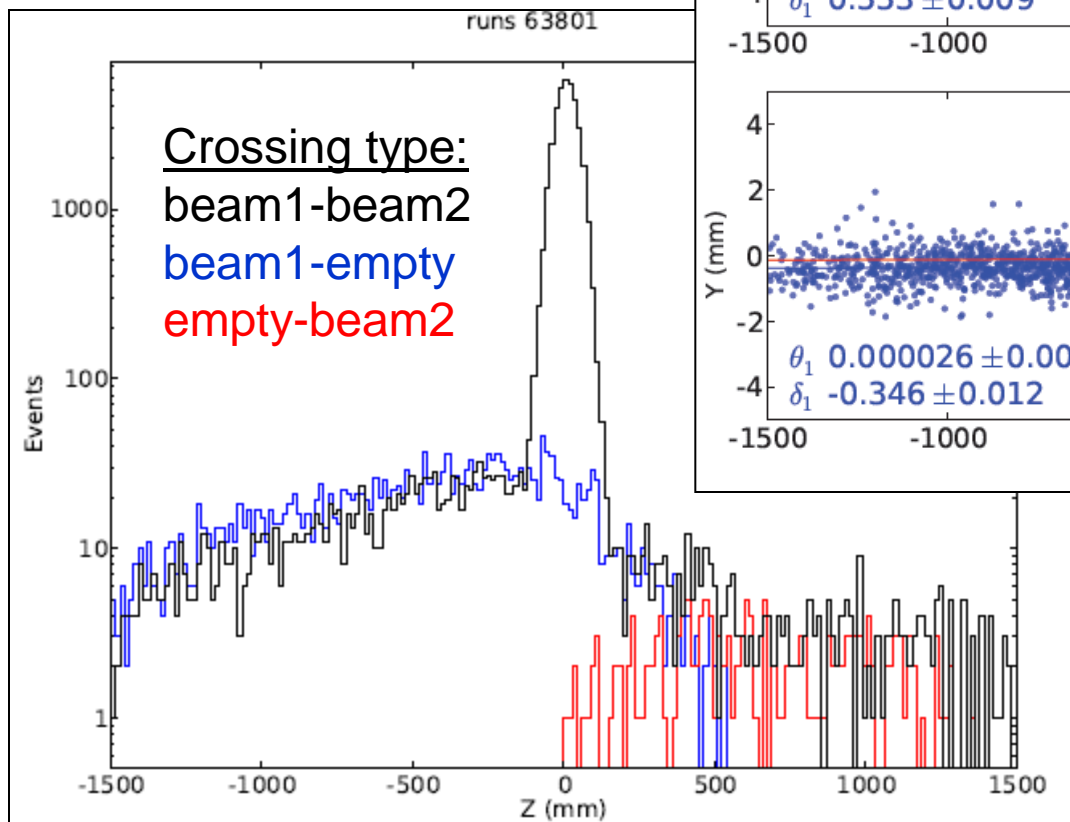 runs 63801
Crossing type:
beam1-beam2
beam1-empty
empty-beam2
1000
100
10
1
Events
-1500
-1000
-500
0
500
1000
1500
Z (mm)
-1500
-1000
4
2
0
-2
-4
Y (mm)
θ₁ 0.000026 ±0.00
δ₁ -0.346 ±0.012
-1500
-1000